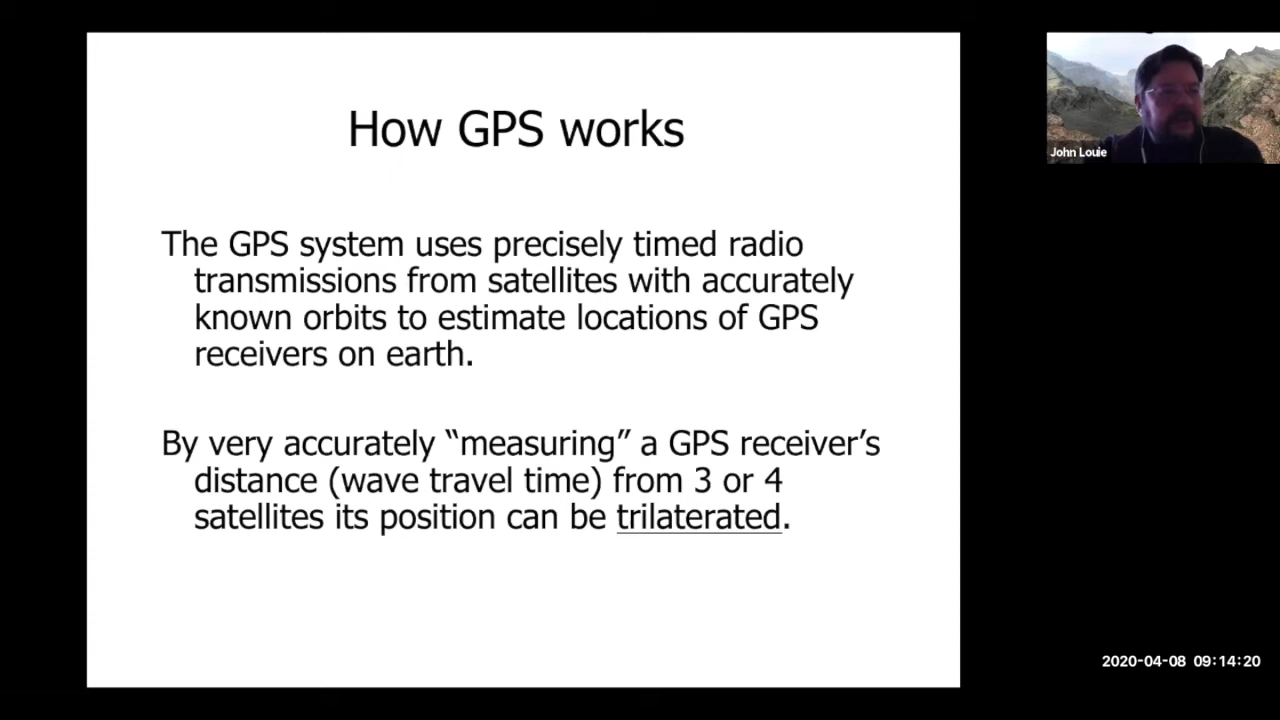 How GPS works
The GPS system uses precisely timed radio
transmissions from satellites with accurately
known orbits to estimate locations of GPS
receivers on earth.
By very accurately “measuring” a GPS receiver’s
distance (wave travel time) from 3 or 4
satellites its position can be trilaterated.
John Louie
2020-04-08 09:14:20